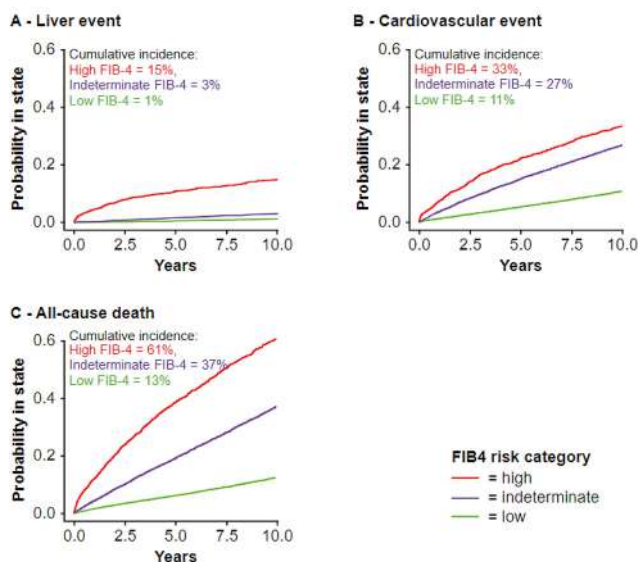 A - Liver event
Cumulative incidence:
High FIB-4 = 15%,
Indeterminate FIB-4 = 3%
Low FIB-4 = 1%
Probability in state
0.6
0.4
0.2
0.0
0.0 2.5 5.0 7.5 10.0
Years
B - Cardiovascular event
Cumulative incidence:
High FIB-4 = 33%,
Indeterminate FIB-4 = 27%
Low FIB-4 = 11%
Probability in state
0.6
0.4
0.2
0.0
0.0 2.5 5.0 7.5 10.0
Years
C - All-cause death
Cumulative incidence:
High FIB-4 = 61%,
Indeterminate FIB-4 = 37%
Low FIB-4 = 13%
Probability in state
0.6
0.4
0.2
0.0
0.0 2.5 5.0 7.5 10.0
Years
FIB4 risk category
= high
= indeterminate
= low